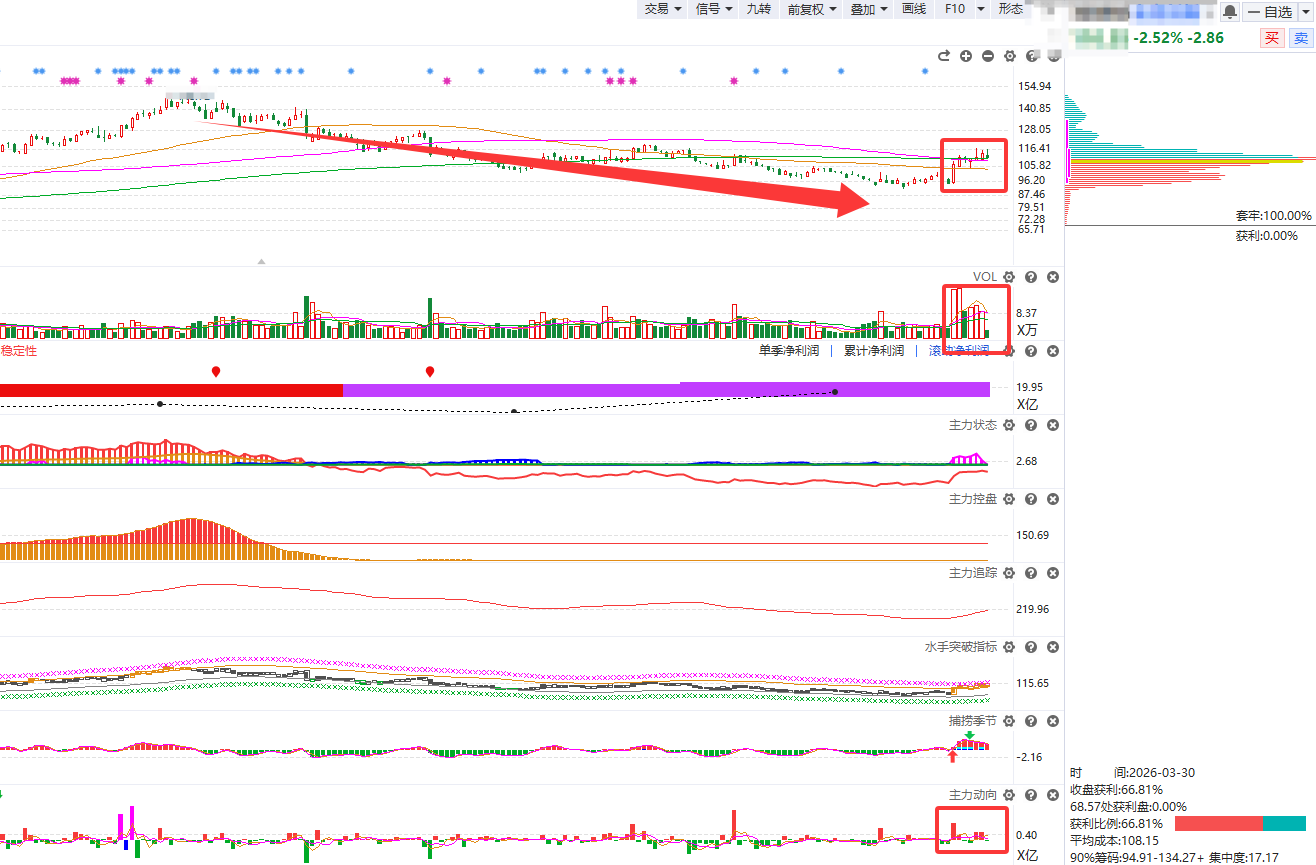 交易 信号 九转 前复权 叠加 画线 F10 形态
自选
-2.52% -2.86 买 卖
154.94
140.85
128.05
116.41
105.82
96.20
87.46
79.51
72.28
65.71
套牢:100.00%
获利:0.00%
VOL
8.37
X万
稳定性 单季净利润 | 累计净利润 | 滚动净利润
19.95
X亿
主力状态
2.68
主力控盘
150.69
主力追踪
219.96
水手突破指标
115.65
捕捞季节
-2.16
主力动向
0.40
X亿
时 间:2026-03-30
收盘获利:66.81%
68.57处获利盘:0.00%
获利比例:66.81%
平均成本:108.15
90%筹码:94.91-134.27+ 集中度:17.17